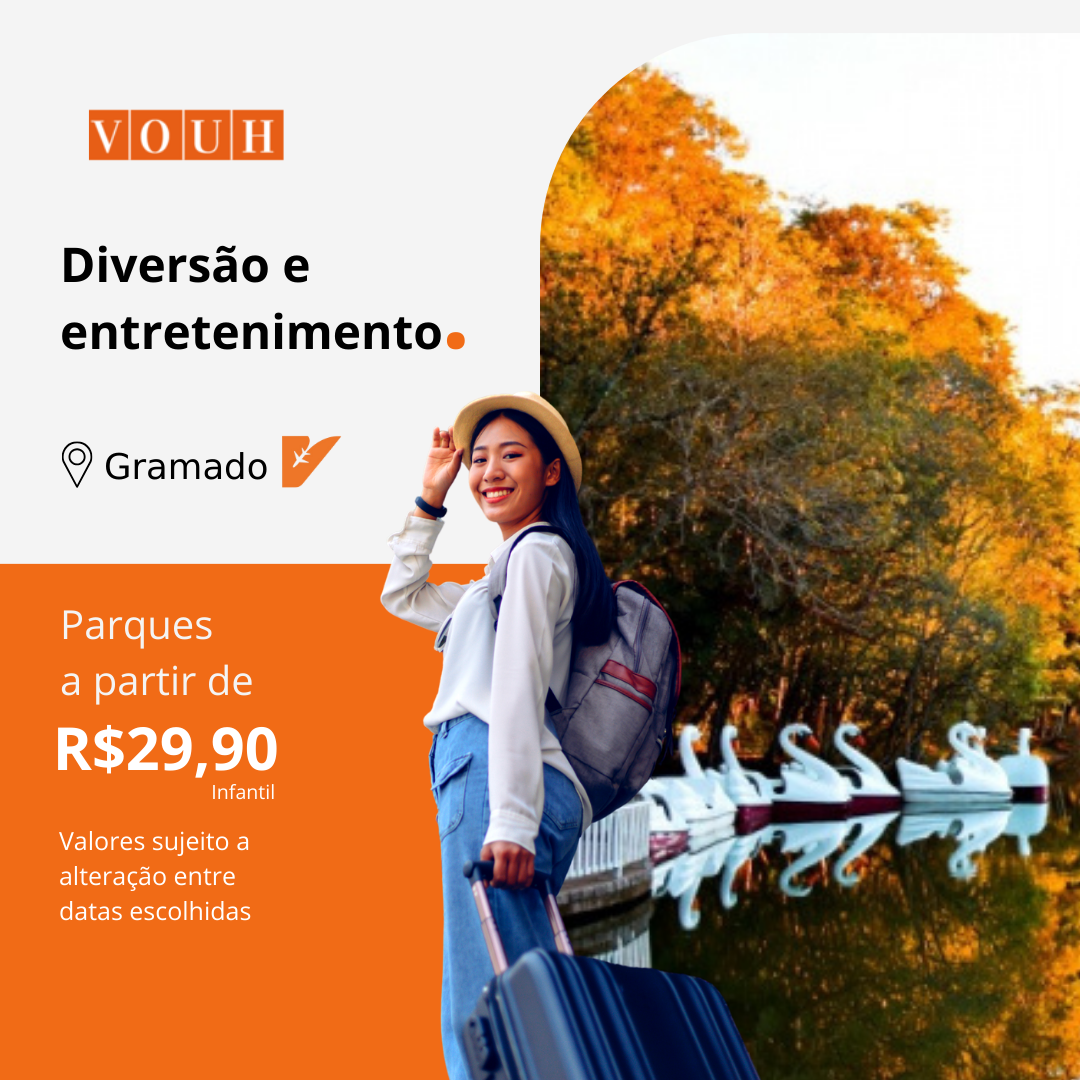 VOUH
Diversão e
entretenimento.
Gramado
Parques
a partir de
R$29,90
Infantil
Valores sujeito a
alteração entre
datas escolhidas